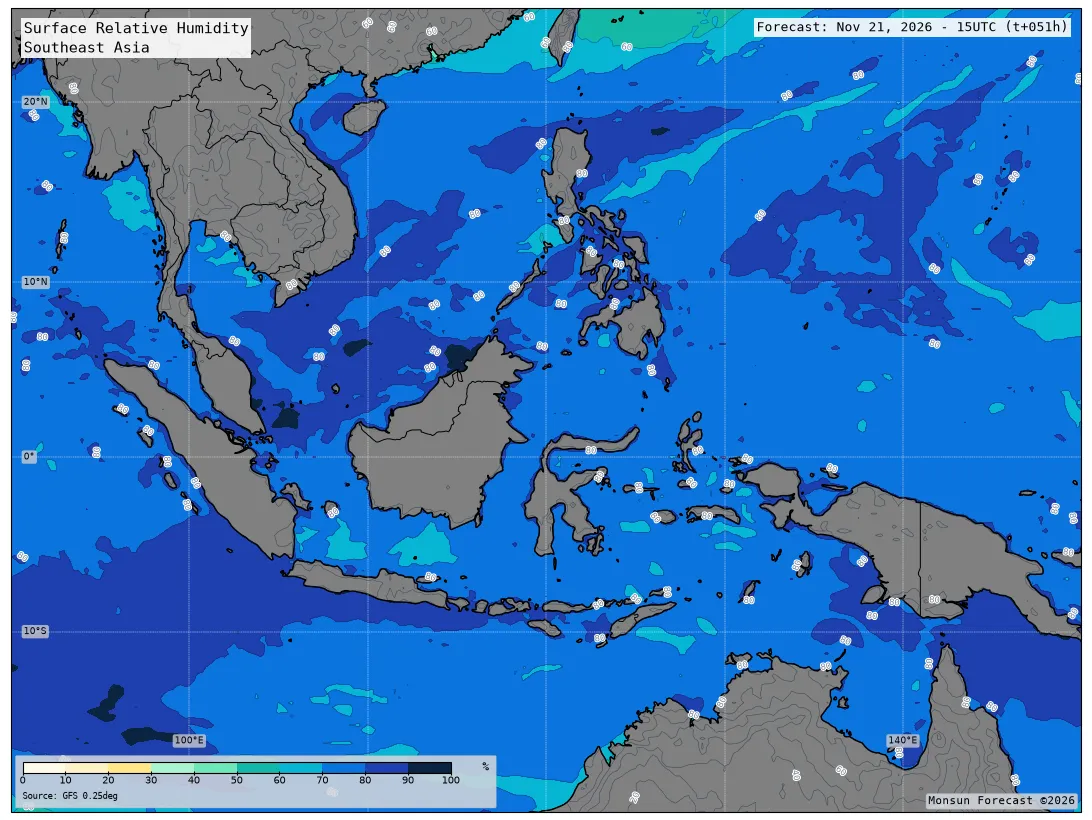 Surface Relative Humidity
Southeast Asia
Forecast: Nov 21, 2026 - 15UTC (t+051h)
20°N
10°N
0°
10°S
100°E
140°E
0 10 20 30 40 50 60 70 80 90 100
%
Source: GFS 0.25deg
Monsun Forecast ©2026